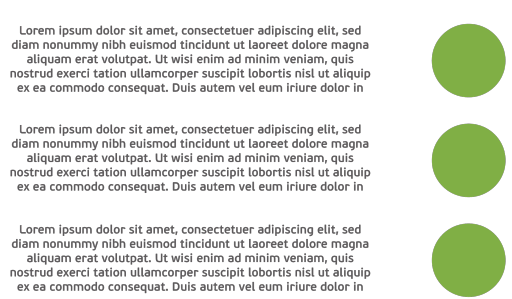 Lorem ipsum dolor sit amet, consectetuer adipiscing elit, sed
diam nonummy nibh euismod tincidunt ut laoreet dolore magna
aliquam erat volutpat. Ut wisi enim ad minim veniam, quis
nostrud exerci tation ullamcorper suscipit lobortis nisl ut aliquip
ex ea commodo consequat. Duis autem vel eum iriure dolor in
Lorem ipsum dolor sit amet, consectetuer adipiscing elit, sed
diam nonummy nibh euismod tincidunt ut laoreet dolore magna
aliquam erat volutpat. Ut wisi enim ad minim veniam, quis
nostrud exerci tation ullamcorper suscipit lobortis nisl ut aliquip
ex ea commodo consequat. Duis autem vel eum iriure dolor in
Lorem ipsum dolor sit amet, consectetuer adipiscing elit, sed
diam nonummy nibh euismod tincidunt ut laoreet dolore magna
aliquam erat volutpat. Ut wisi enim ad minim veniam, quis
nostrud exerci tation ullamcorper suscipit lobortis nisl ut aliquip
ex ea commodo consequat. Duis autem vel eum iriure dolor in